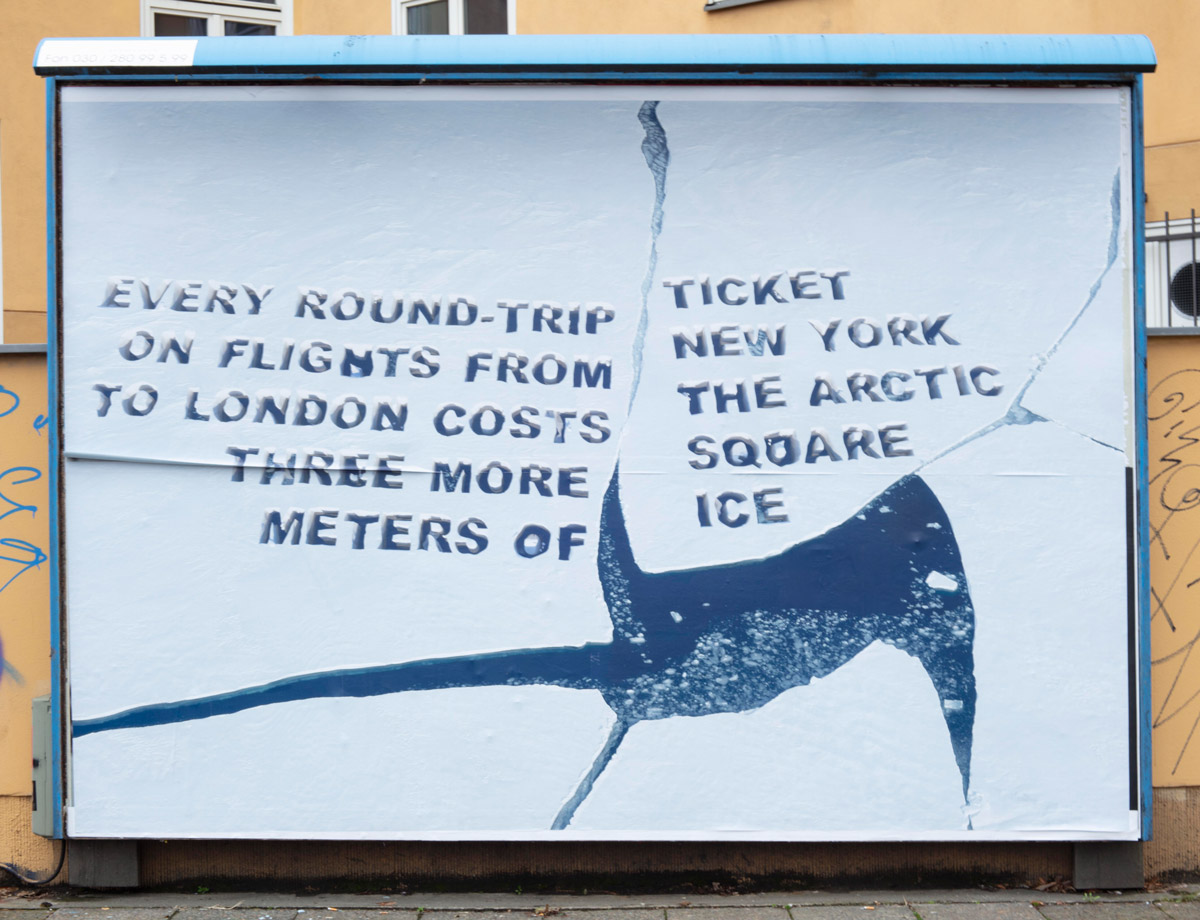 EVERY ROUND-TRIP TICKET
ON FLIGHTS FROM NEW YORK
TO LONDON COSTS THE ARCTIC
THREE MORE SQUARE
METERS OF ICE